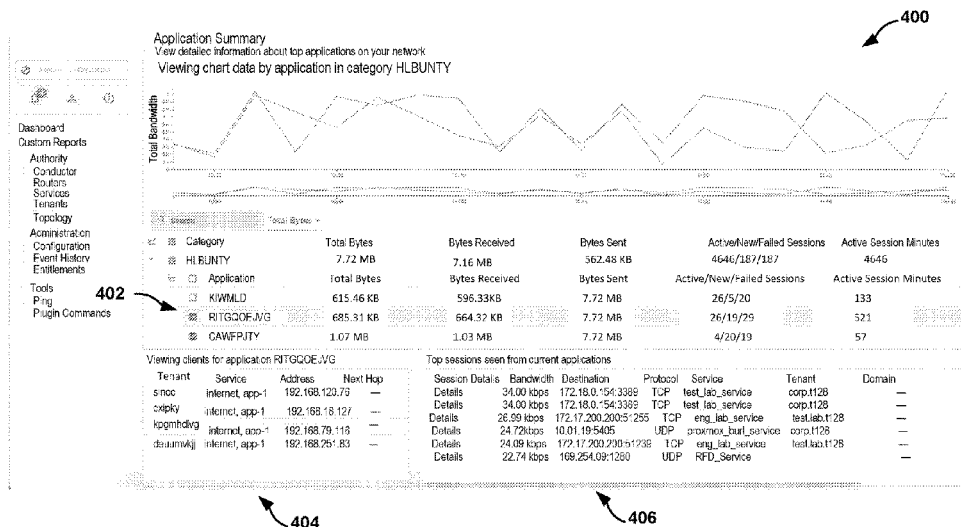 400
Application Summary
View detailed information about top applications on your network
Viewing chart data by application in category HLBUNTY
Total Bandwidth
Dashboard
Custom Reports
Authority
Conductor
Routers
Services
Tenants
Topology
Administration
Configuration
Event History
Entitlements
Tools
Ping
Plugin Commands
Total Bytes
Category Total Bytes Bytes Received Bytes Sent Active/New/Failed Sessions Active Session Minutes
HLBUNTY 7.72 MB 7.16 MB 562.48 KB 4646/187/187 4646
Application Total Bytes Bytes Received Bytes Sent Active/New/Failed Sessions Active Session Minutes
402
KIWMLD 615.46 KB 596.33KB 7.72 MB 26/5/20 133
RITGQOEJVG 685.31 KB 664.32 KB 7.72 MB 26/19/29 521
CAWFPJTY 1.07 MB 1.03 MB 7.72 MB 4/20/19 57
Viewing clients for application RITGQOEJVG
Tenant Service Address Next Hop
internet, app-1 192.168.123.76 —
internet, app-1 192.168.16.127
internet, app-1 192.168.79.116
internet, app-1 192.168.251.83 —
Top sessions seen from current applications
Session Details Bandwidth Destination Protocol Service Tenant Domain
Details 34.00 kbps 172.18.0.154:3389 TCP test_lab_service corp.t128 —
Details 34.00 kbps 172.18.0.154:3389 TCP test_lab_service corp.t128 —
Details 26.99 kbps 172.17.200.200:51255 TCP eng_lab_service test.lab.t128
Details 24.72kbps 10.01.19:5405 UDP corp.t128 —
Details 24.09 kbps 172.17.200.200:51239 TCP eng_lab_service test.lab.t128 —
Details 22.74 kbps 169.254.09:1280 UDP RFD_Service —
404
406